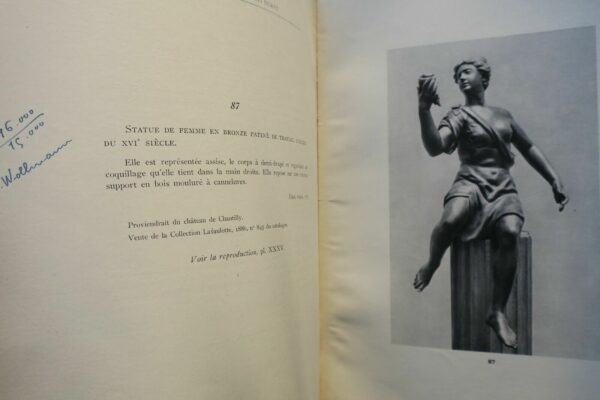 87
STATUE DE FEMME EN BRONZE PATINÉ DE TRAVAIL
DU XVIe SIÈCLE.
Elle est représentée assise, le corps à demi-drapé et regarde un
coquillage qu'elle tient dans la main droite. Elle repose sur un
support en bois mouluré à cannelures.
Proviendrait du château de Chantilly.
Vente de la Collection Lafaulotte, 1886, n° 845 du catalogue.
Voir la reproduction, pl. XXXV.
16.000
15.000
Wollmann
87